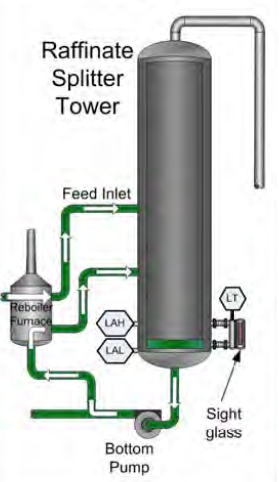 Raffinate
Splitter
Tower
Feed Inlet
Reboiler
Furnace
LAH
LAL
LT
Sight
glass
Bottom
Pump